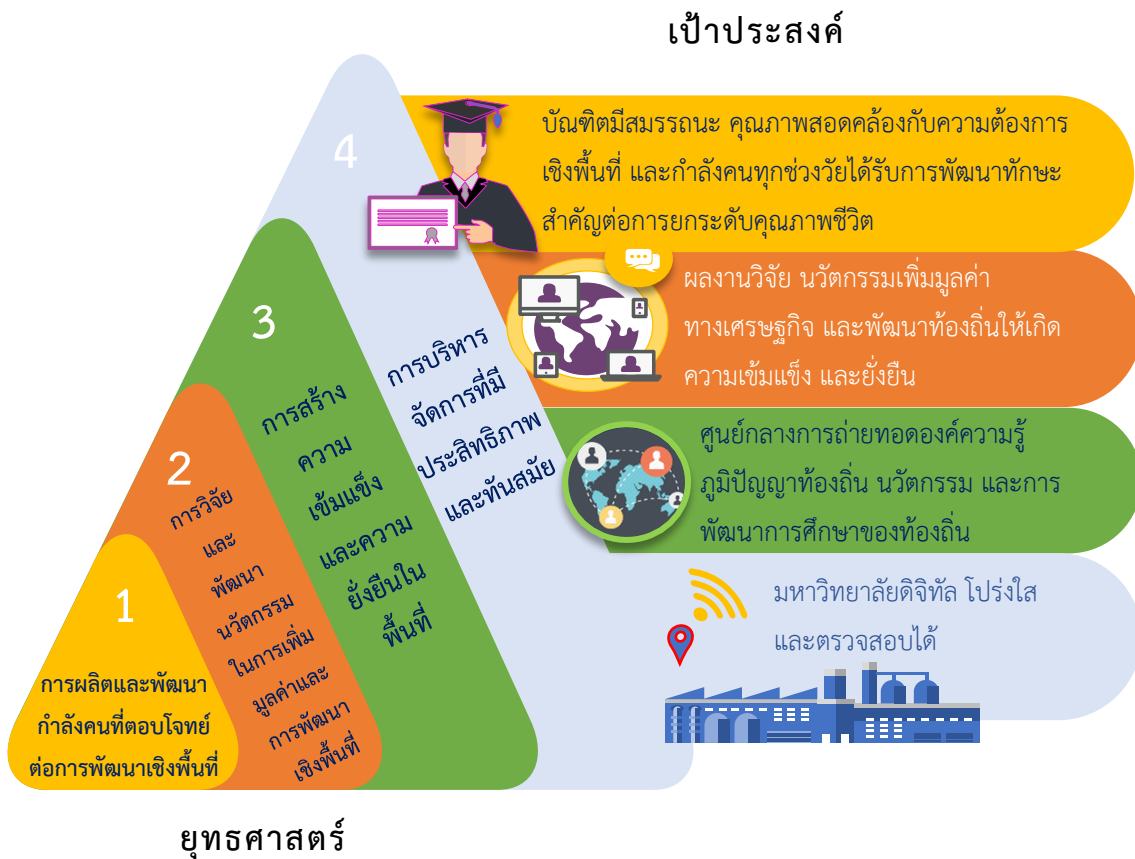 เป้าประสงค์
4
บัณฑิตมีสมรรถนะ คุณภาพสอดคล้องกับความต้องการ
เชิงพื้นที่ และกำลังคนทุกช่วงวัยได้รับการพัฒนาทักษะ
สำคัญต่อการยกระดับคุณภาพชีวิต
ผลงานวิจัย นวัตกรรมเพิ่มมูลค่า
ทางเศรษฐกิจ และพัฒนาท้องถิ่นให้เกิด
ความเข้มแข็ง และยั่งยืน
ศูนย์กลางการถ่ายทอดองค์ความรู้
ภูมิปัญญาท้องถิ่น นวัตกรรม และการ
พัฒนาการศึกษาของท้องถิ่น
มหาวิทยาลัยดิจิทัล โปร่งใส
และตรวจสอบได้
การบริหาร
จัดการที่มี
ประสิทธิภาพ
และทันสมัย
3
การสร้าง
ความ
เข้มแข็ง
และความ
ยั่งยืนใน
พื้นที่
2
การวิจัย
และ
พัฒนา
นวัตกรรม
ในการเพิ่ม
มูลค่าและ
การพัฒนา
เชิงพื้นที่
1
การผลิตและพัฒนา
กำลังคนที่ตอบโจทย์
ต่อการพัฒนาเชิงพื้นที่
ยุทธศาสตร์